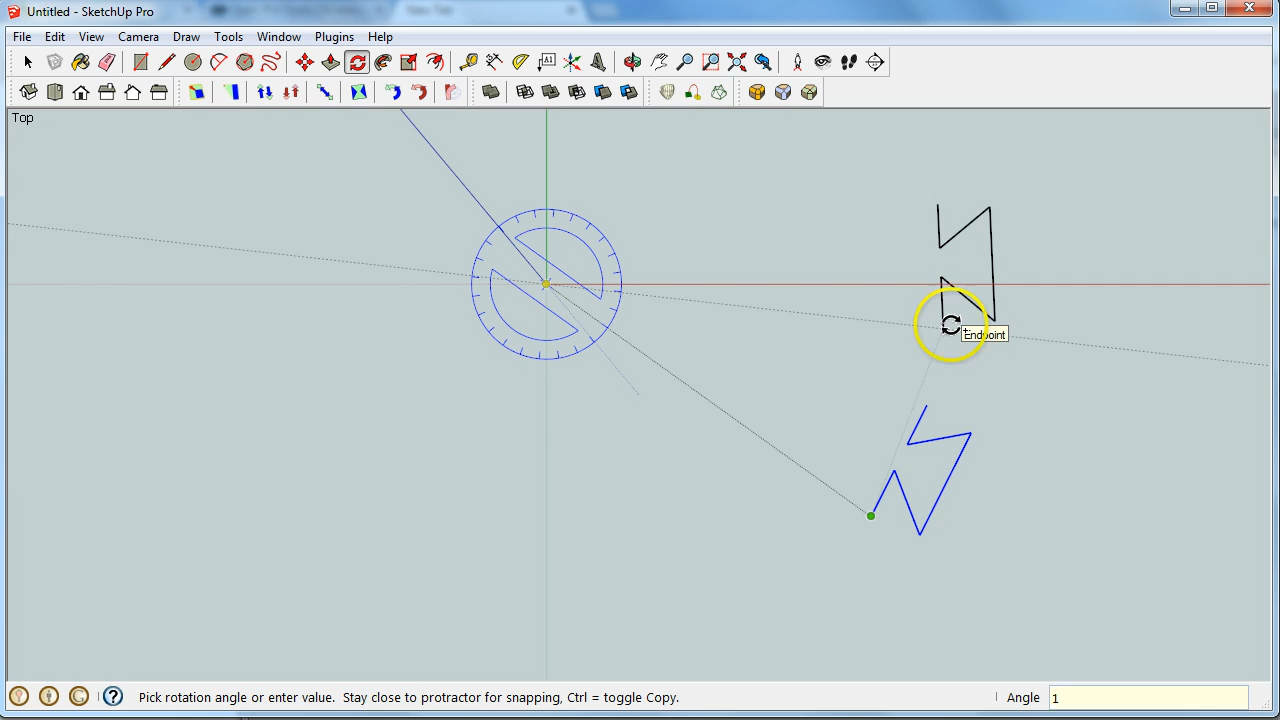 Untitled - SketchUp Pro
File Edit View Camera Draw Tools Window Plugins Help
A1
Top
Endpoint
Pick rotation angle or enter value. Stay close to protractor for snapping, Ctrl = toggle Copy.
Angle 1